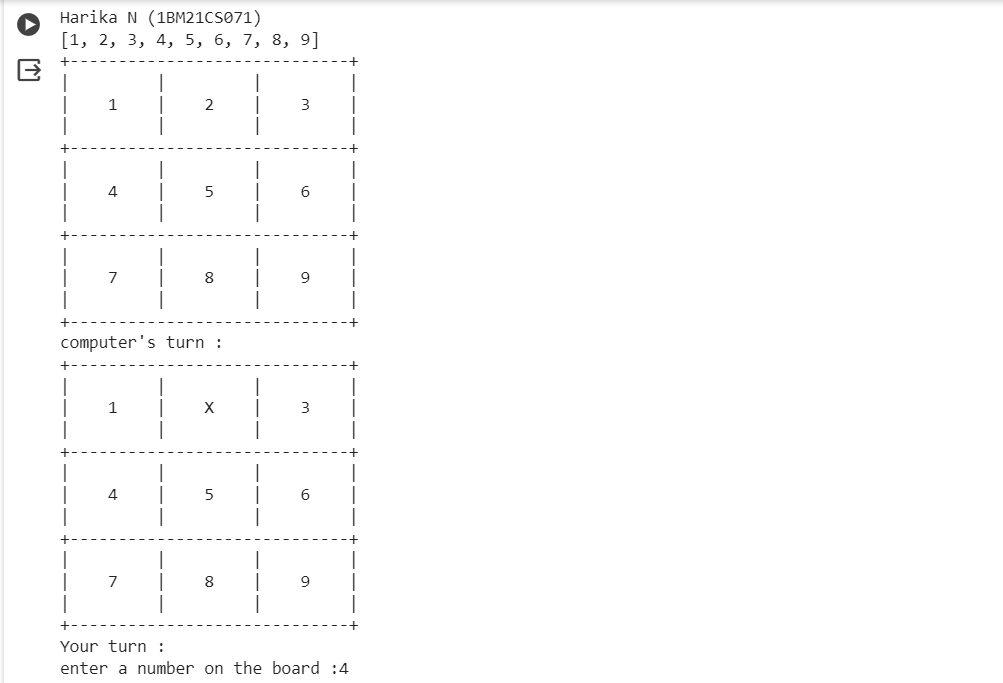 Harika N (1BM21CS071)
[1, 2, 3, 4, 5, 6, 7, 8, 9]
+-----------------------------+
|         |         |         |
|    1    |    2    |    3    |
|         |         |         |
+-----------------------------+
|         |         |         |
|    4    |    5    |    6    |
|         |         |         |
+-----------------------------+
|         |         |         |
|    7    |    8    |    9    |
|         |         |         |
+-----------------------------+
computer's turn :
+-----------------------------+
|         |         |         |
|    1    |    X    |    3    |
|         |         |         |
+-----------------------------+
|         |         |         |
|    4    |    5    |    6    |
|         |         |         |
+-----------------------------+
|         |         |         |
|    7    |    8    |    9    |
|         |         |         |
+-----------------------------+
Your turn :
enter a number on the board :4